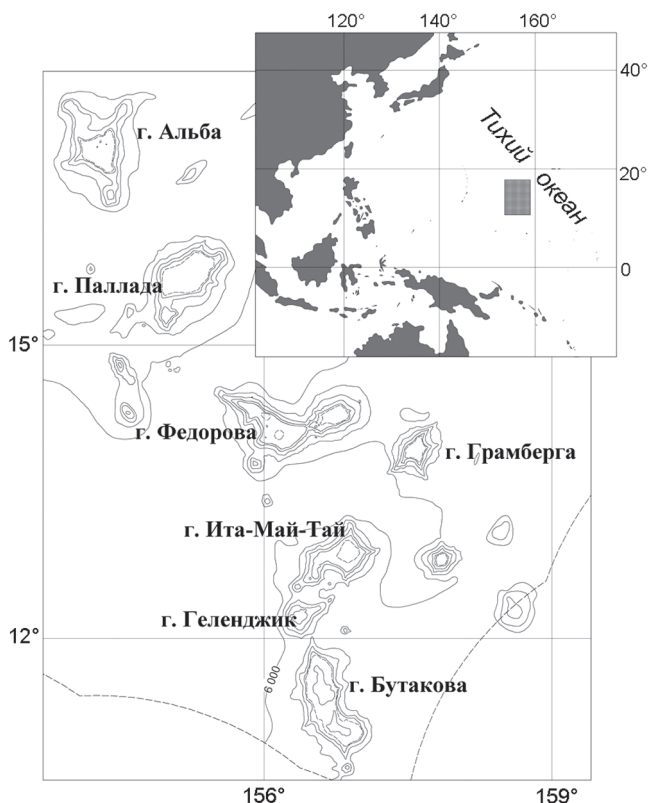 120° 140° 160°
40°
г. Альба
Тихий океан
20°
0
г. Паллада
15°
г. Федорова
г. Грамберга
г. Ита-Май-Тай
г. Геленджик
12°
6 000
г. Бутакова
156° 159°